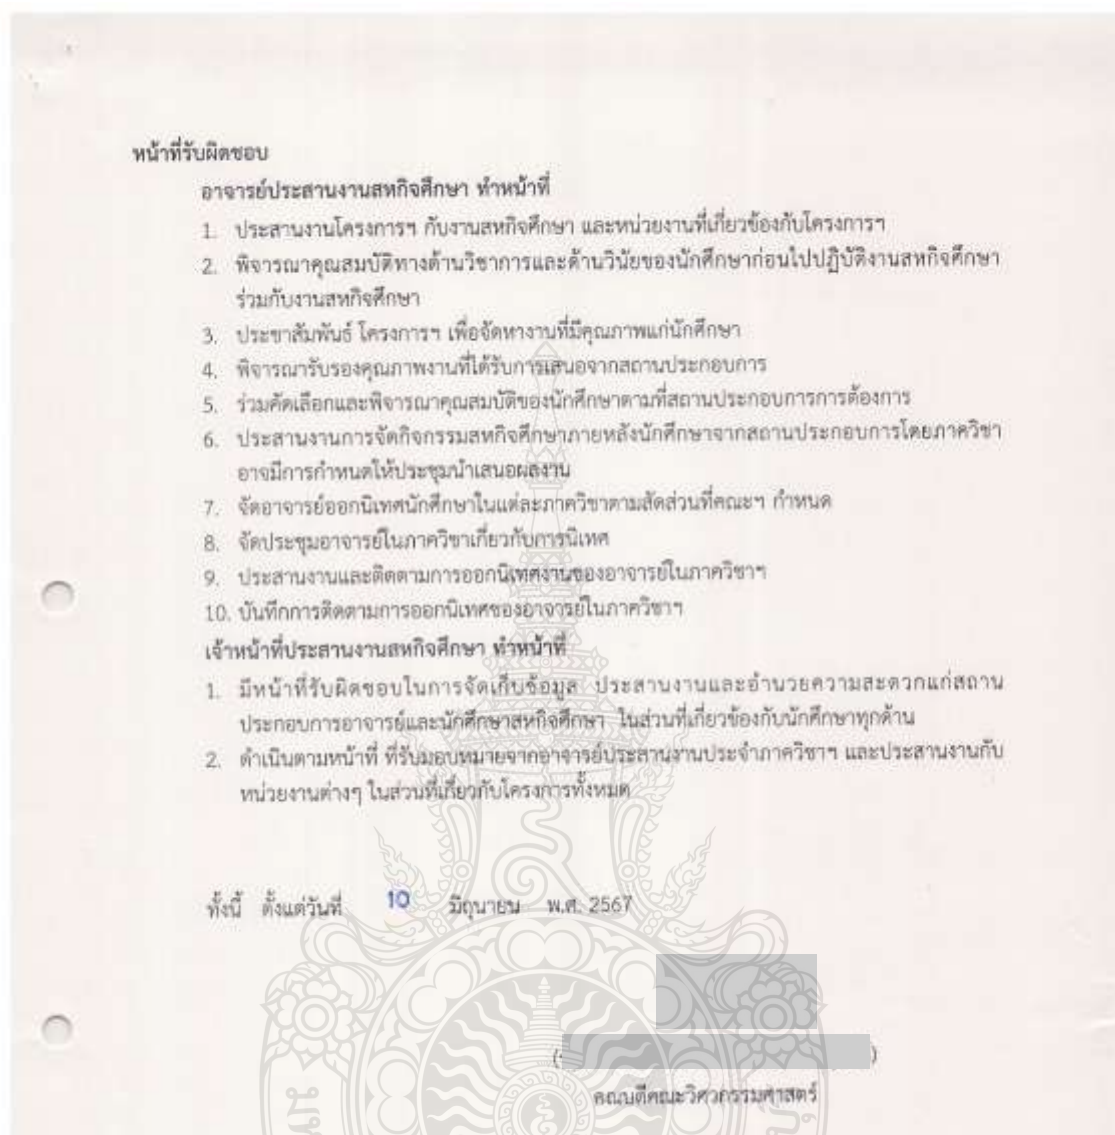 หน้าที่รับผิดชอบ
อาจารย์ประสานงานสหกิจศึกษา ทำหน้าที่
1. ประสานงานโครงการฯ กับงานสหกิจศึกษา และหน่วยงานที่เกี่ยวข้องกับโครงการฯ
2. พิจารณาคุณสมบัติทางด้านวิชาการและด้านวินัยของนักศึกษาก่อนไปปฏิบัติงานสหกิจศึกษา
ร่วมกับงานสหกิจศึกษา
3. ประชาสัมพันธ์ โครงการฯ เพื่อจัดหางานที่มีคุณภาพแก่นักศึกษา
4. พิจารณารับรองคุณภาพงานที่ได้รับการเสนอจากสถานประกอบการ
5. ร่วมคัดเลือกและพิจารณาคุณสมบัติของนักศึกษาตามที่สถานประกอบการการต้องการ
6. ประสานงานการจัดกิจกรรมสหกิจศึกษาภายหลังนักศึกษาจากสถานประกอบการโดยภาควิชา
อาจมีการกำหนดให้ประชุมนำเสนอผลงาน
7. จัดอาจารย์ออกนิเทศนักศึกษาในแต่ละภาควิชาตามสัดส่วนที่คณะฯ กำหนด
8. จัดประชุมอาจารย์ในภาควิชาเกี่ยวกับการนิเทศ
9. ประสานงานและติดตามการออกนิเทศงานของอาจารย์ในภาควิชาฯ
10. บันทึกการติดตามการออกนิเทศของอาจารย์ในภาควิชาฯ
เจ้าหน้าที่ประสานงานสหกิจศึกษา ทำหน้าที่
1. มีหน้าที่รับผิดชอบในการจัดเก็บข้อมูล ประสานงานและอำนวยความสะดวกแก่สถาน
ประกอบการอาจารย์และนักศึกษาสหกิจศึกษา ในส่วนที่เกี่ยวข้องกับนักศึกษาทุกด้าน
2. ดำเนินตามหน้าที่ ที่รับมอบหมายจากอาจารย์ประสานงานประจำภาควิชาฯ และประสานงานกับ
หน่วยงานต่างๆ ในส่วนที่เกี่ยวกับโครงการทั้งหมด
ทั้งนี้ ตั้งแต่วันที่ 10 มิถุนายน พ.ศ. 2567
( )
คณบดีคณะวิศวกรรมศาสตร์